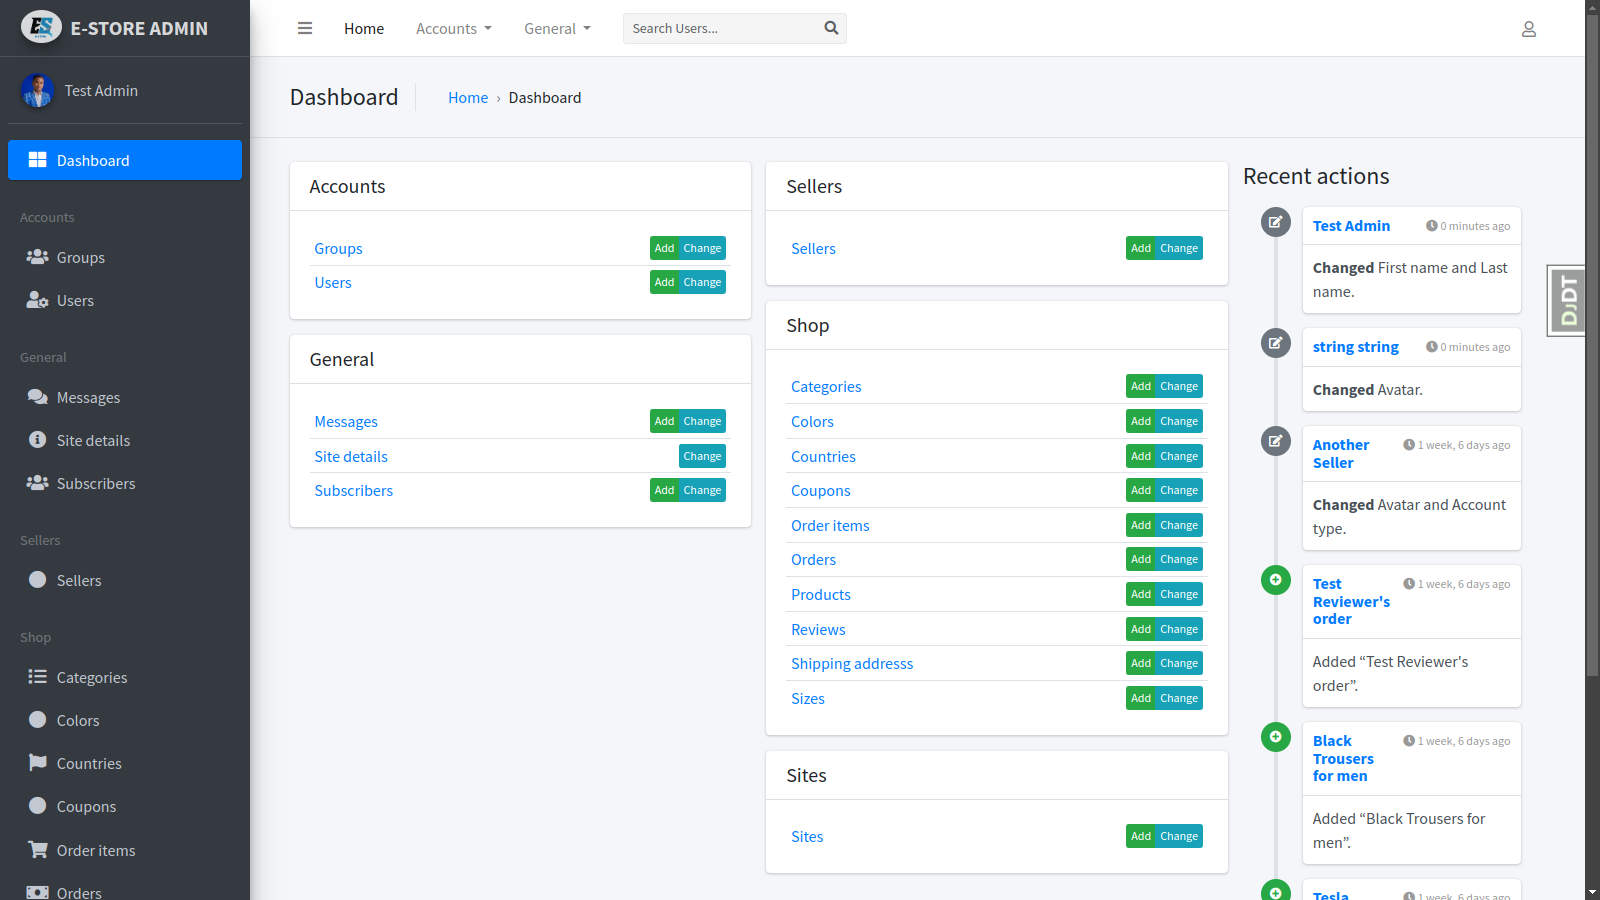 E-STORE ADMIN
Home
Accounts
General
Search Users...
Test Admin
Dashboard
Home › Dashboard
Dashboard
Accounts
Groups
Users
General
Messages
Site details
Subscribers
Sellers
Sellers
Shop
Categories
Colors
Countries
Coupons
Order items
Orders
Accounts
Groups Add Change
Users Add Change
General
Messages Add Change
Site details Change
Subscribers Add Change
Sellers
Sellers Add Change
Shop
Categories Add Change
Colors Add Change
Countries Add Change
Coupons Add Change
Order items Add Change
Orders Add Change
Products Add Change
Reviews Add Change
Shipping addresss Add Change
Sizes Add Change
Sites
Sites Add Change
Recent actions
Test Admin 0 minutes ago
Changed First name and Last
name.
string string 0 minutes ago
Changed Avatar.
Another 1 week, 6 days ago
Seller
Changed Avatar and Account
type.
Test 1 week, 6 days ago
Reviewer's
order
Added “Test Reviewer's
order”.
Black 1 week, 6 days ago
Trousers
for men
Added “Black Trousers for
men”.
Tesla 1 week, 6 days ago
DJDT